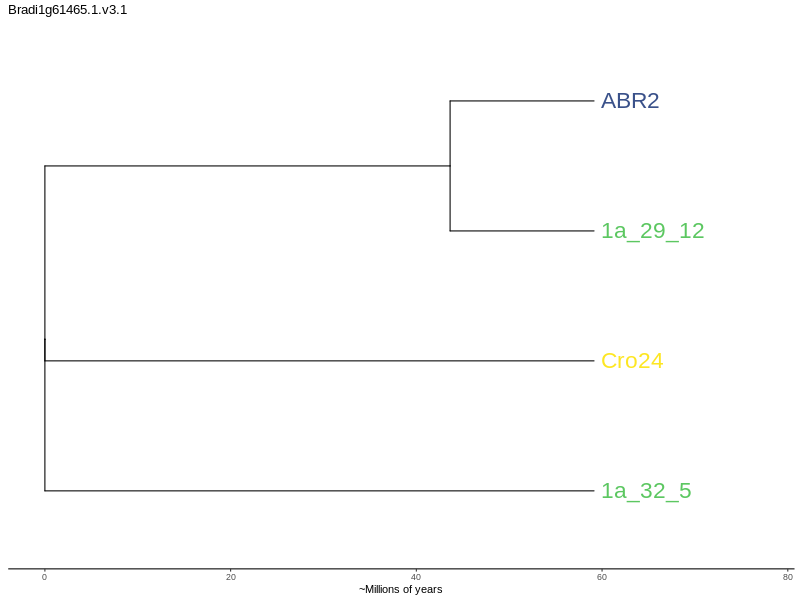 Bradi1g61465.1.v3.1
ABR2
1a_29_12
Cro24
1a_32_5
0 20 40 60 80
~Millions of years